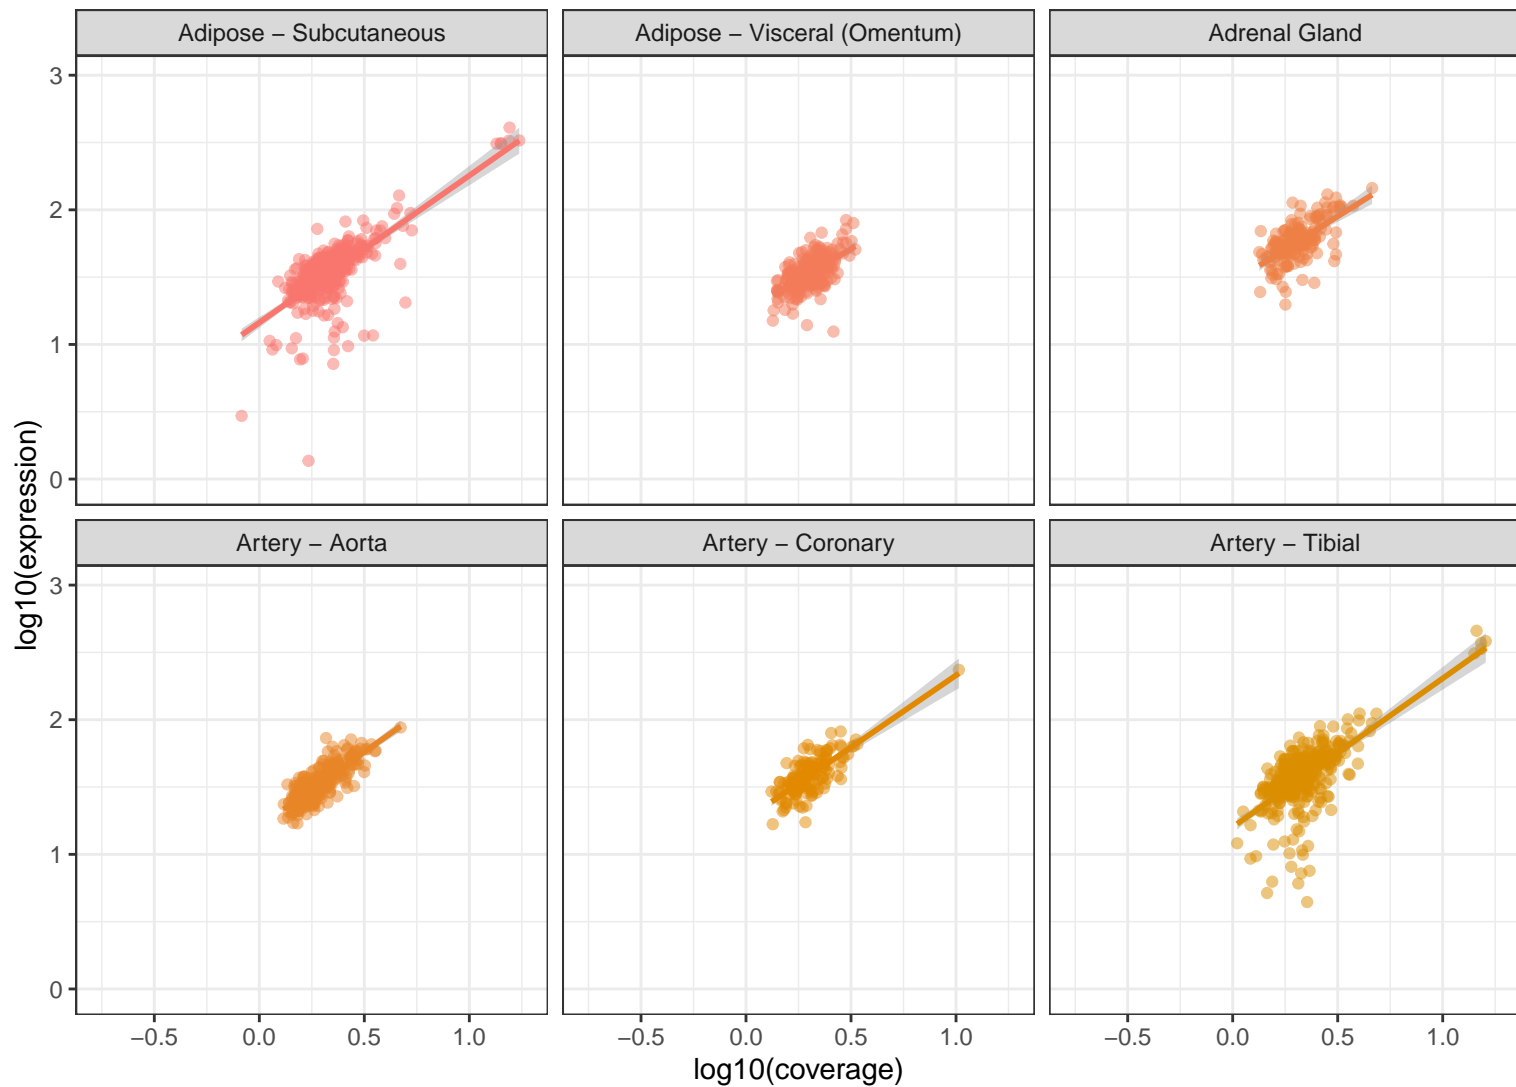 Adipose − Subcutaneous
Adipose − Visceral (Omentum)
Adrenal Gland
3
2
1
0
log10(expression)
Artery − Aorta
Artery − Coronary
Artery − Tibial
3
2
1
0
−0.5 0.0 0.5 1.0
−0.5 0.0 0.5 1.0
−0.5 0.0 0.5 1.0
log10(coverage)